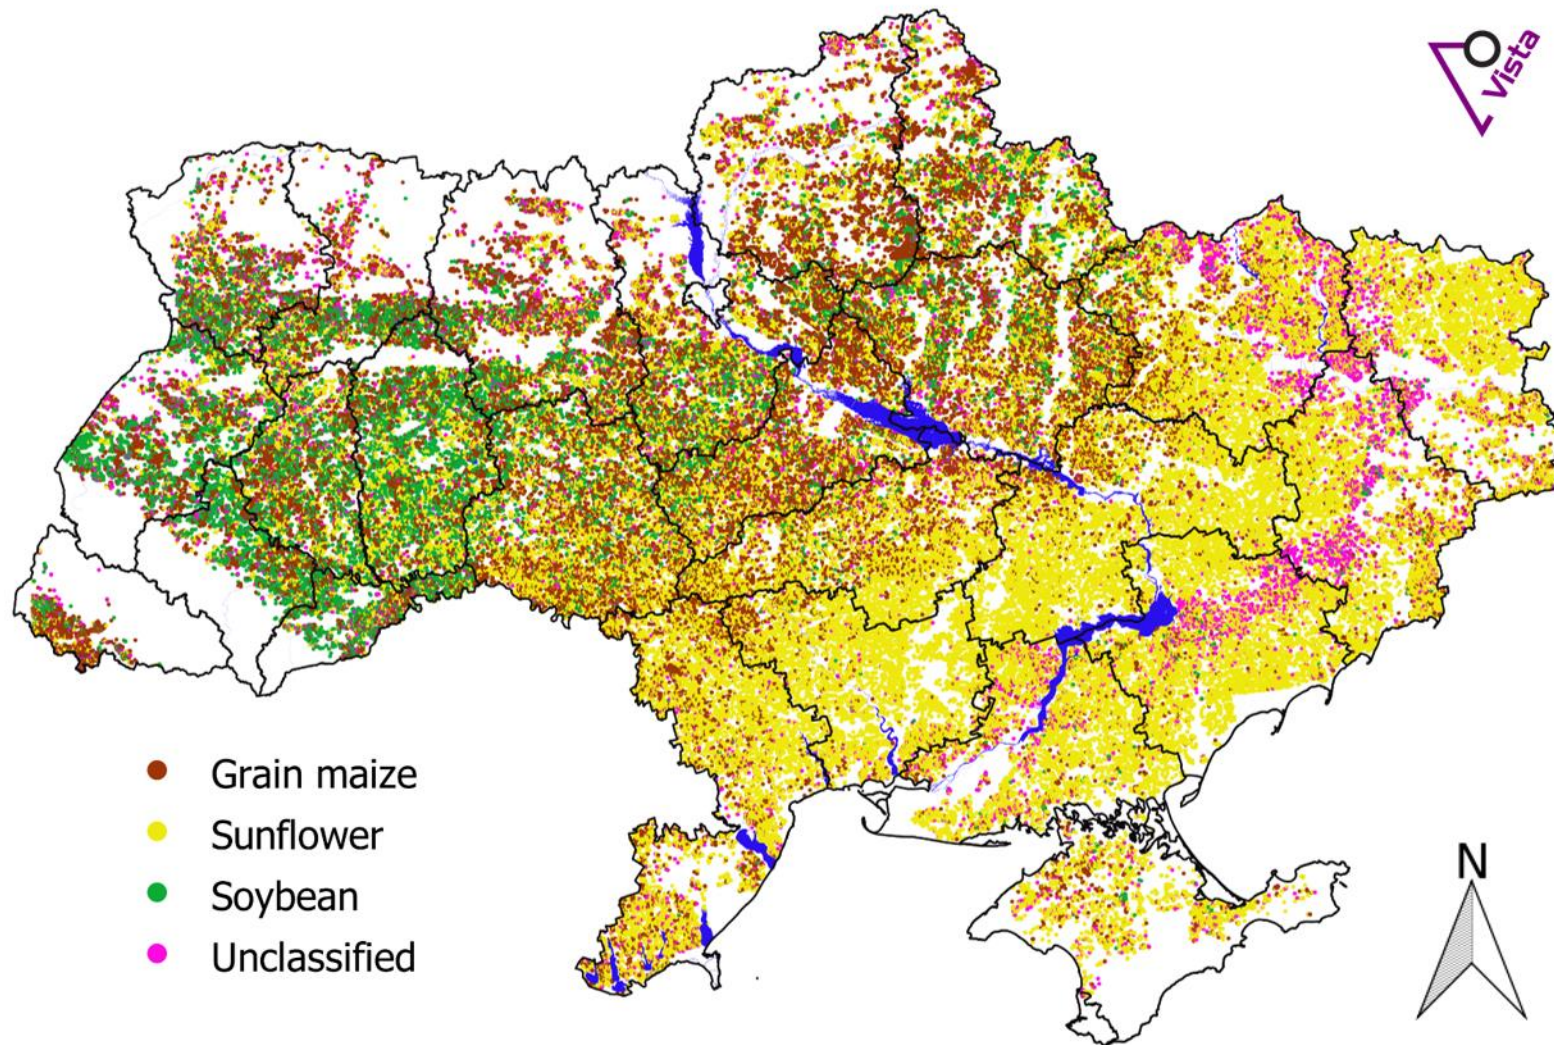 Vista
Grain maize
Sunflower
Soybean
Unclassified
N